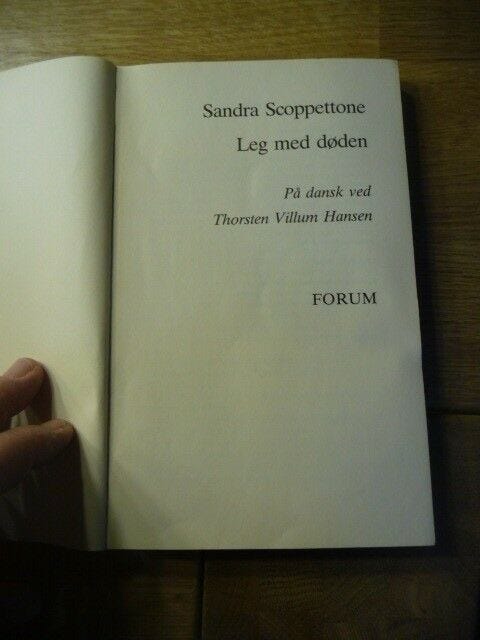 Sandra Scoppettone
Leg med døden
På dansk ved
Thorsten Villum Hansen
FORUM